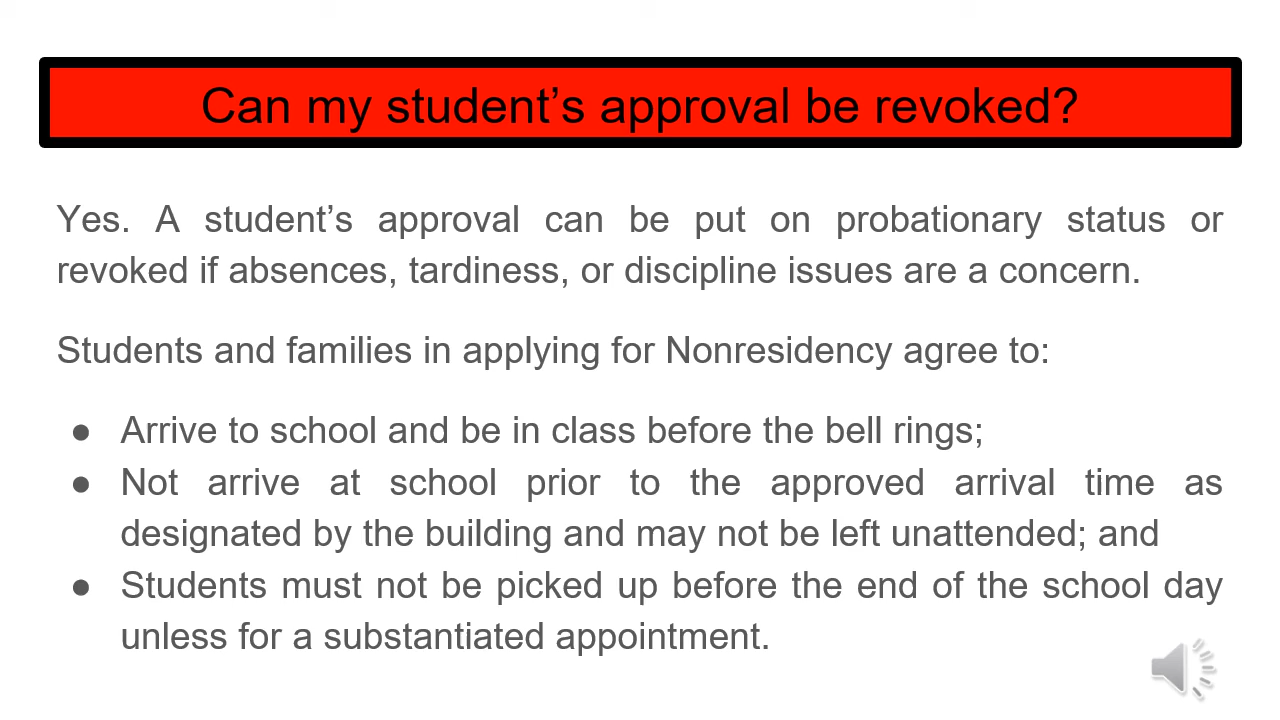 Can my student’s approval be revoked?
Yes. A student’s approval can be put on probationary status or
revoked if absences, tardiness, or discipline issues are a concern.
Students and families in applying for Nonresidency agree to:
● Arrive to school and be in class before the bell rings;
● Not arrive at school prior to the approved arrival time as
designated by the building and may not be left unattended; and
● Students must not be picked up before the end of the school day
unless for a substantiated appointment.